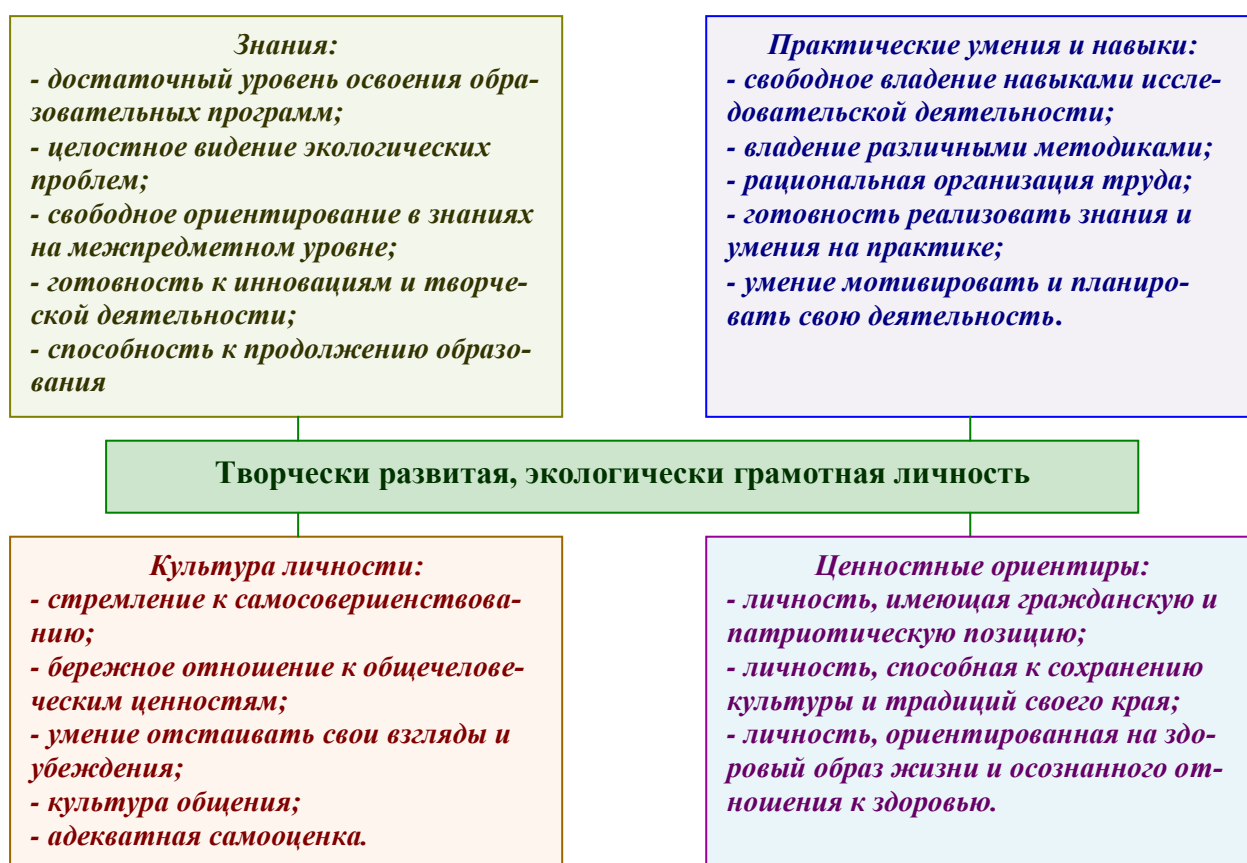 Знания:
- достаточный уровень освоения обра-
зовательных программ;
- целостное видение экологических
проблем;
- свободное ориентирование в знаниях
на межпредметном уровне;
- готовность к инновациям и творче-
ской деятельности;
- способность к продолжению образо-
вания
Практические умения и навыки:
- свободное владение навыками иссле-
довательской деятельности;
- владение различными методиками;
- рациональная организация труда;
- готовность реализовать знания и
умения на практике;
- умение мотивировать и планиро-
вать свою деятельность.
Творчески развитая, экологически грамотная личность
Культура личности:
- стремление к самосовершенствова-
нию;
- бережное отношение к общечелове-
ческим ценностям;
- умение отстаивать свои взгляды и
убеждения;
- культура общения;
- адекватная самооценка.
Ценностные ориентиры:
- личность, имеющая гражданскую и
патриотическую позицию;
- личность, способная к сохранению
культуры и традиций своего края;
- личность, ориентированная на здо-
ровый образ жизни и осознанного от-
ношения к здоровью.